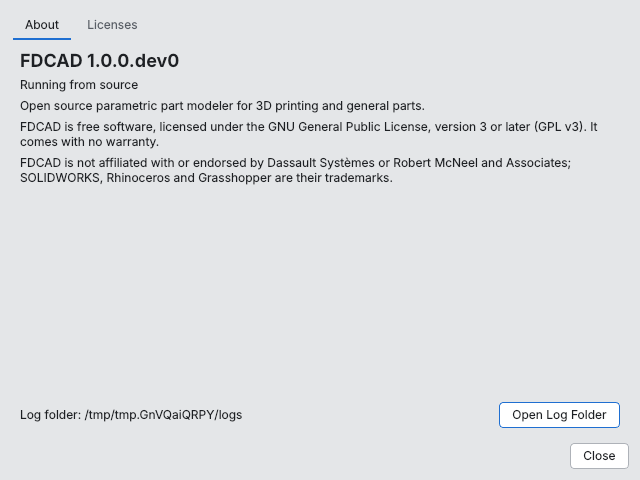 About
Licenses
FDCAD 1.0.0.dev0
Running from source
Open source parametric part modeler for 3D printing and general parts.
FDCAD is free software, licensed under the GNU General Public License, version 3 or later (GPL v3). It
comes with no warranty.
FDCAD is not affiliated with or endorsed by Dassault Systèmes or Robert McNeel and Associates;
SOLIDWORKS, Rhinoceros and Grasshopper are their trademarks.
Log folder: /tmp/tmp.GnVQaiQRPY/logs
Open Log Folder
Close